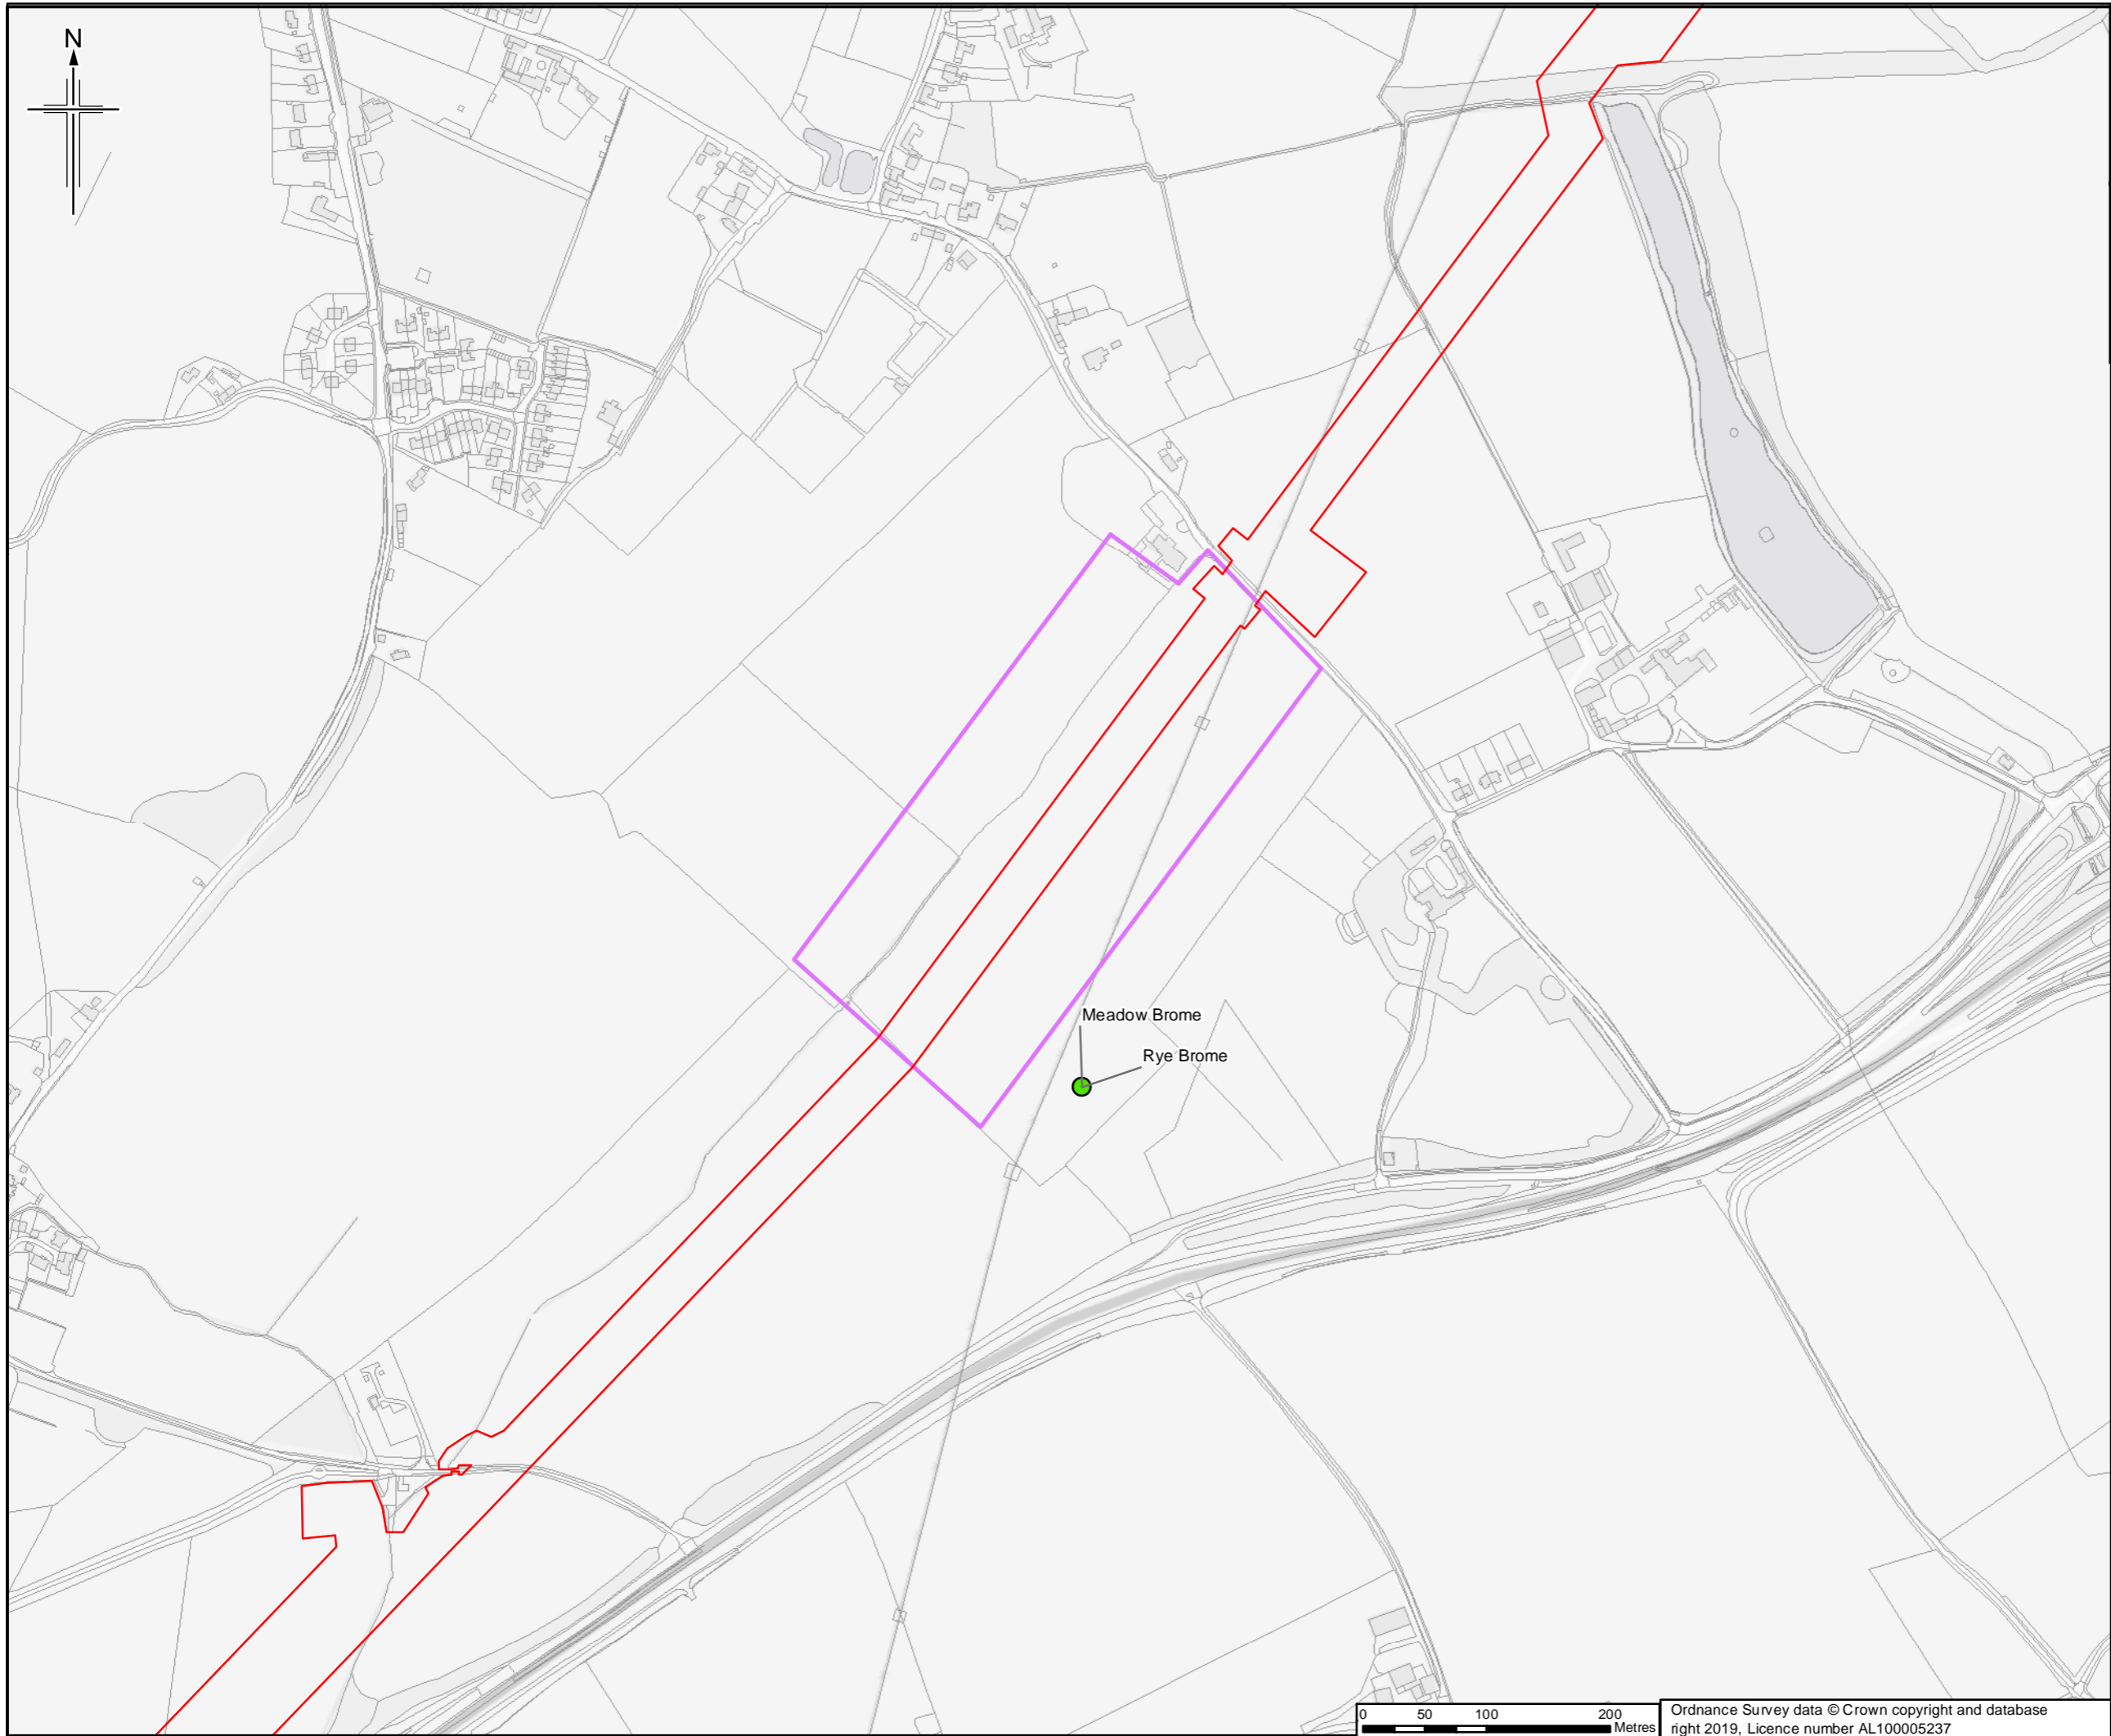 N
Meadow Brome
Rye Brome
0 50 100 200
Metres
Ordnance Survey data © Crown copyright and database
right 2019, Licence number AL100005237